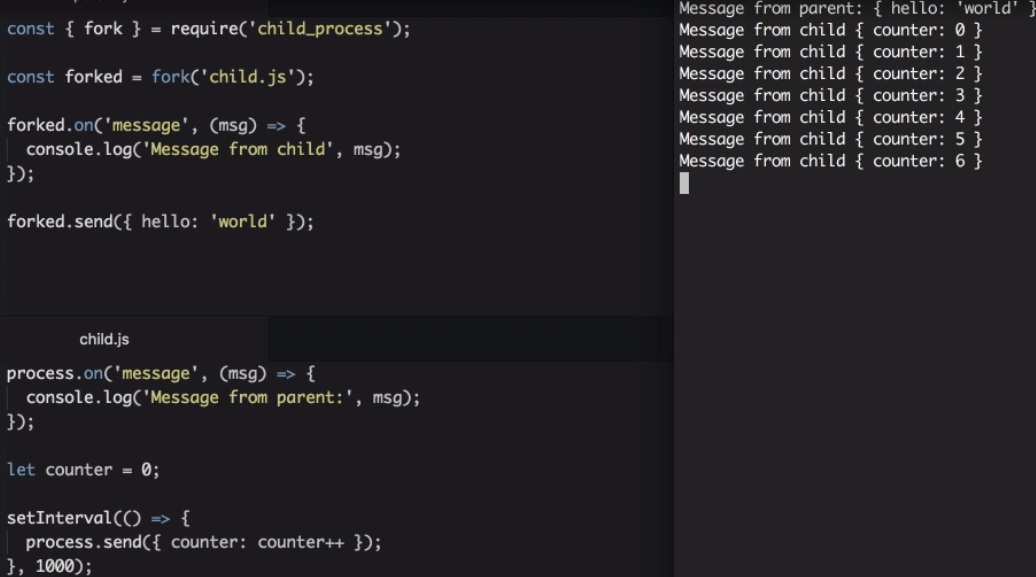 const { fork } = require('child_process');
const forked = fork('child.js');
forked.on('message', (msg) => {
  console.log('Message from child', msg);
});
forked.send({ hello: 'world' });
child.js
process.on('message', (msg) => {
  console.log('Message from parent:', msg);
});
let counter = 0;
setInterval(() => {
  process.send({ counter: counter++ });
}, 1000);
Message from parent: { hello: 'world' }
Message from child { counter: 0 }
Message from child { counter: 1 }
Message from child { counter: 2 }
Message from child { counter: 3 }
Message from child { counter: 4 }
Message from child { counter: 5 }
Message from child { counter: 6 }